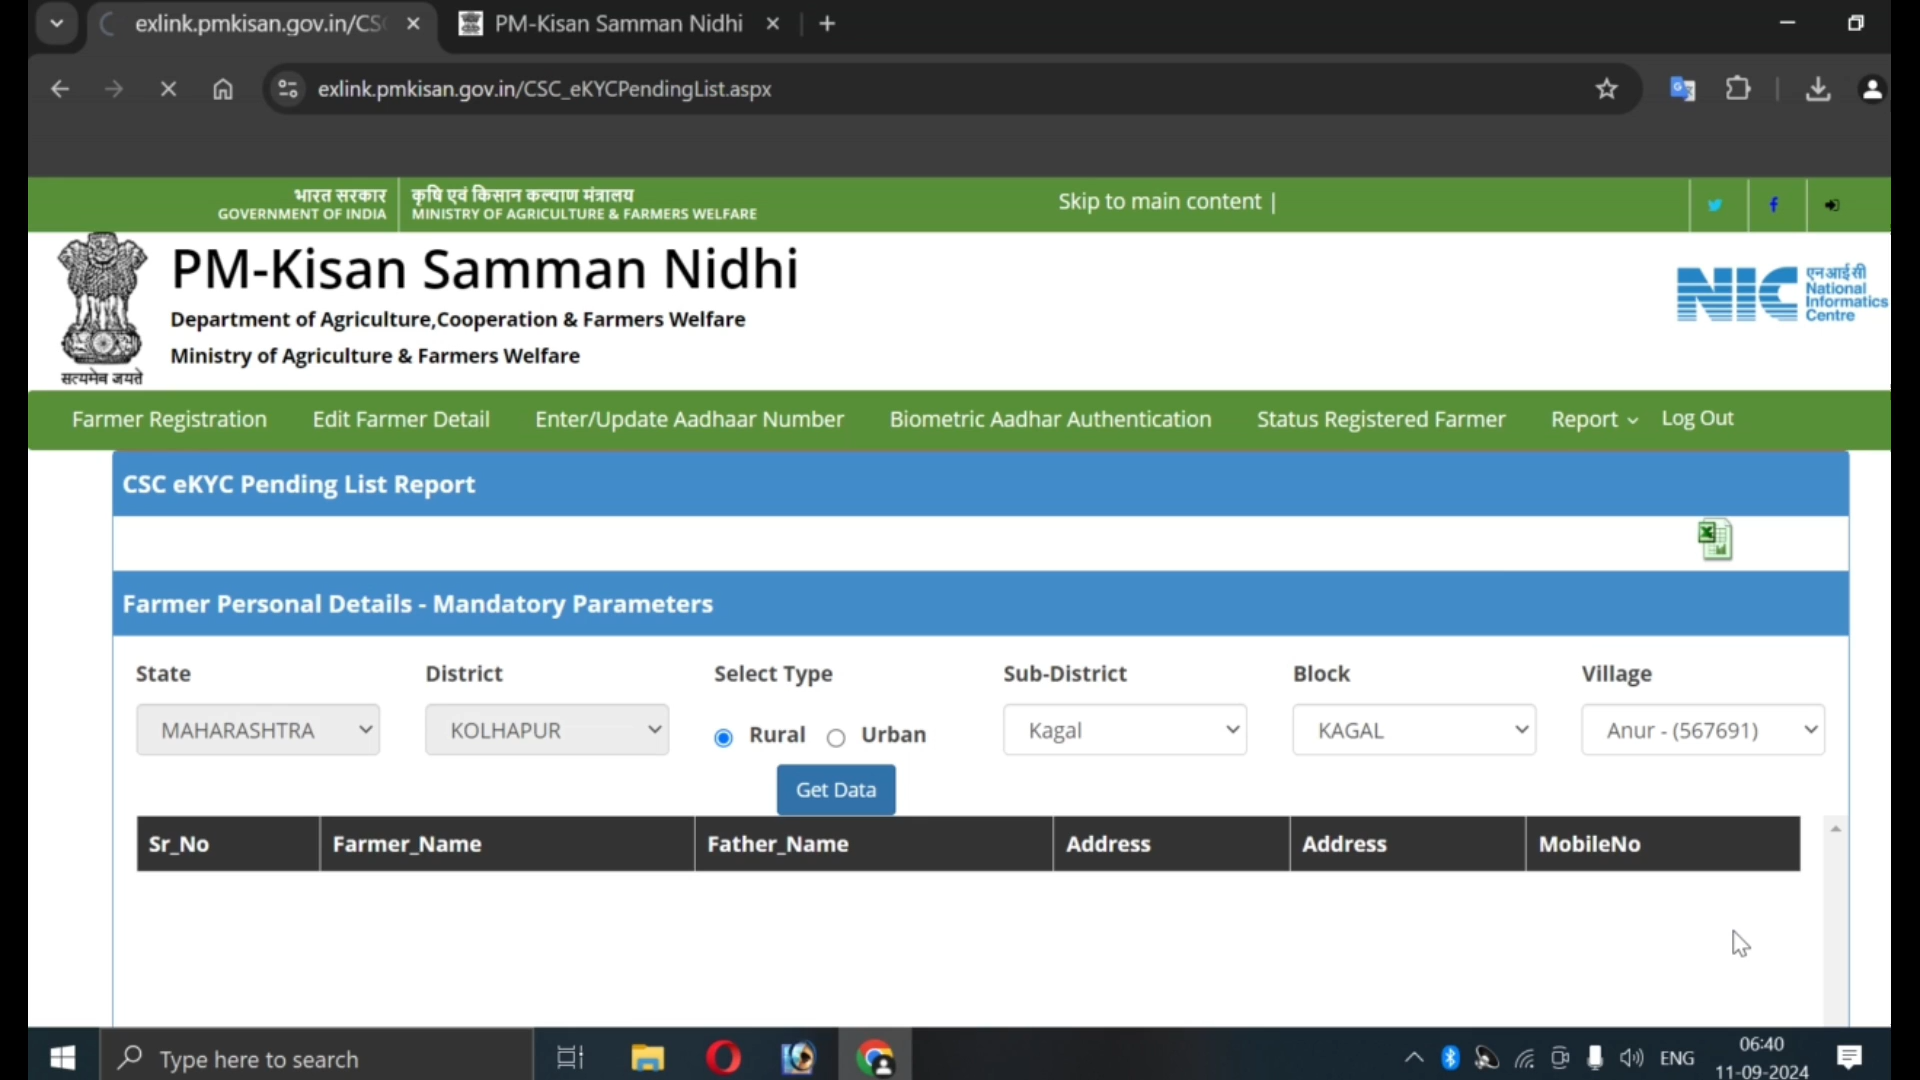 exlink.pmkisan.gov.in/CS
PM-Kisan Samman Nidhi
exlink.pmkisan.gov.in/CSC_eKYCPendingList.aspx
भारत सरकार
GOVERNMENT OF INDIA
कृषि एवं किसान कल्याण मंत्रालय
MINISTRY OF AGRICULTURE & FARMERS WELFARE
Skip to main content |
PM-Kisan Samman Nidhi
Department of Agriculture,Cooperation & Farmers Welfare
Ministry of Agriculture & Farmers Welfare
सत्यमेव जयते
NIC
एन आई सी
National
Informatics
Centre
Farmer Registration Edit Farmer Detail Enter/Update Aadhaar Number Biometric Aadhar Authentication Status Registered Farmer Report Log Out
CSC eKYC Pending List Report
Farmer Personal Details - Mandatory Parameters
State District Select Type Sub-District Block Village
MAHARASHTRA KOLHAPUR Rural Urban Kagal KAGAL Anur - (567691)
Get Data
Sr_No Farmer_Name Father_Name Address Address MobileNo
Type here to search
ENG
06:40
11-09-2024